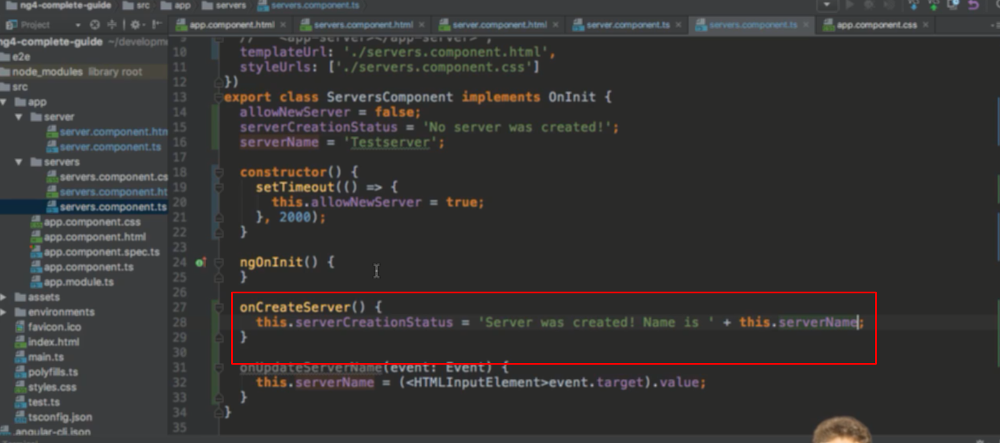 ng4-complete-guide src app servers servers.component.ts
Project
app.component.html servers.component.html server.component.html server.component.ts servers.component.ts app.component.css
ng4-complete-guide ~/developme
e2e
node_modules library root
src
app
server
server.component.htm
server.component.ts
servers
servers.component.cs
servers.component.ht
servers.component.ts
app.component.css
app.component.html
app.component.spec.ts
app.component.ts
app.module.ts
assets
environments
favicon.ico
index.html
main.ts
polyfills.ts
styles.css
test.ts
tsconfig.json
.angular-cli.json
9 // <app-server></app-server>`,
10 templateUrl: './servers.component.html',
11 styleUrls: ['./servers.component.css']
12 })
13 export class ServersComponent implements OnInit {
14 allowNewServer = false;
15 serverCreationStatus = 'No server was created!';
16 serverName = 'Testserver';
17
18 constructor() {
19 setTimeout(() => {
20 this.allowNewServer = true;
21 }, 2000);
22 }
23
24 ngOnInit() {
25 }
26
27 onCreateServer() {
28 this.serverCreationStatus = 'Server was created! Name is ' + this.serverName;
29 }
30
31 onUpdateServerName(event: Event) {
32 this.serverName = (<HTMLInputElement>event.target).value;
33 }
34 }
35